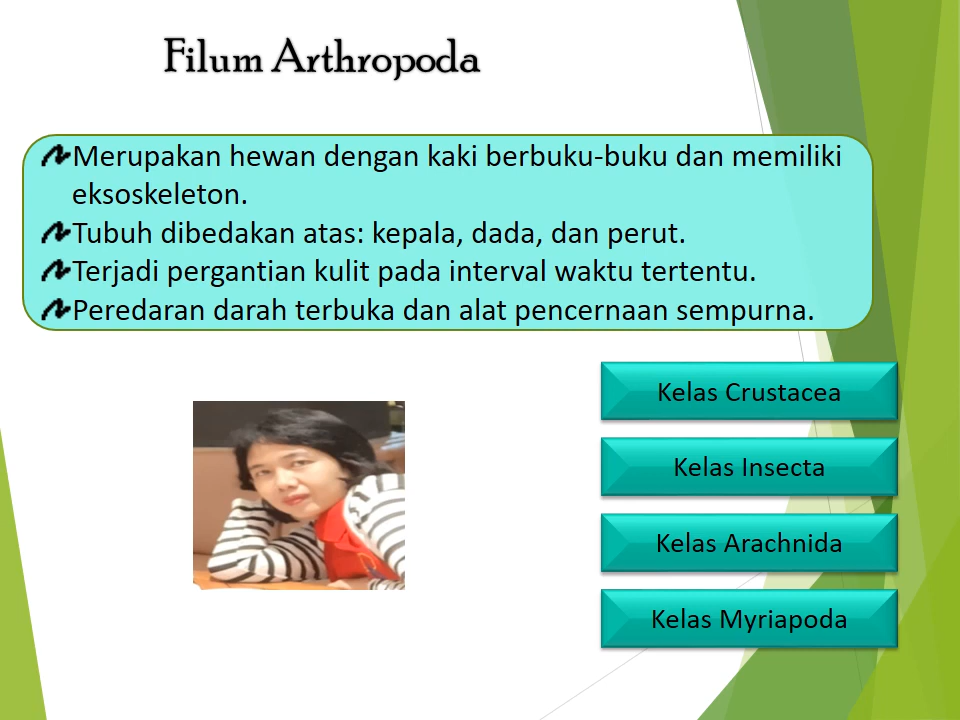 Filum Arthropoda
Merupakan hewan dengan kaki berbuku-buku dan memiliki
eksoskeleton.
Tubuh dibedakan atas: kepala, dada, dan perut.
Terjadi pergantian kulit pada interval waktu tertentu.
Peredaran darah terbuka dan alat pencernaan sempurna.
Kelas Crustacea
Kelas Insecta
Kelas Arachnida
Kelas Myriapoda